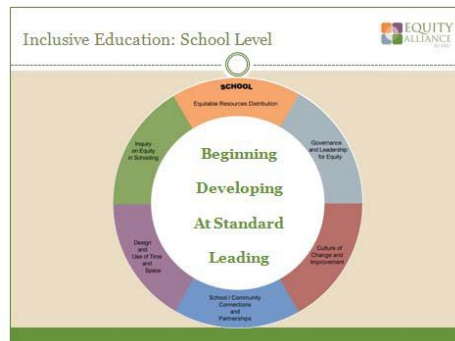 Inclusive Education: School Level
EQUITY
ALLIANCE
AT ASU
SCHOOL
Equitable Resources Distribution
Governance
and Leadership
for Equity
Culture of
Change and
Improvement
School / Community
Connections
and
Partnerships
Design
and
Use of Time
and
Space
Inquiry
on Equity
in Schooling
Beginning
Developing
At Standard
Leading